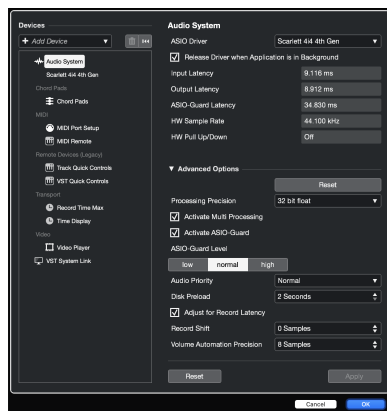 Devices
+ Add Device
Audio System
Scarlett 4i4 4th Gen
Chord Pads
Chord Pads
MIDI
MIDI Port Setup
MIDI Remote
Remote Devices (Legacy)
Track Quick Controls
VST Quick Controls
Transport
Record Time Max
Time Display
Video
Video Player
VST System Link
Audio System
ASIO Driver Scarlett 4i4 4th Gen
Release Driver when Application is in Background
Input Latency 9.116 ms
Output Latency 8.912 ms
ASIO-Guard Latency 34.830 ms
HW Sample Rate 44.100 kHz
HW Pull Up/Down Off
Advanced Options
Reset
Processing Precision 32 bit float
Activate Multi Processing
Activate ASIO-Guard
ASIO-Guard Level
low normal high
Audio Priority Normal
Disk Preload 2 Seconds
Adjust for Record Latency
Record Shift 0 Samples
Volume Automation Precision 8 Samples
Reset Apply
Cancel OK